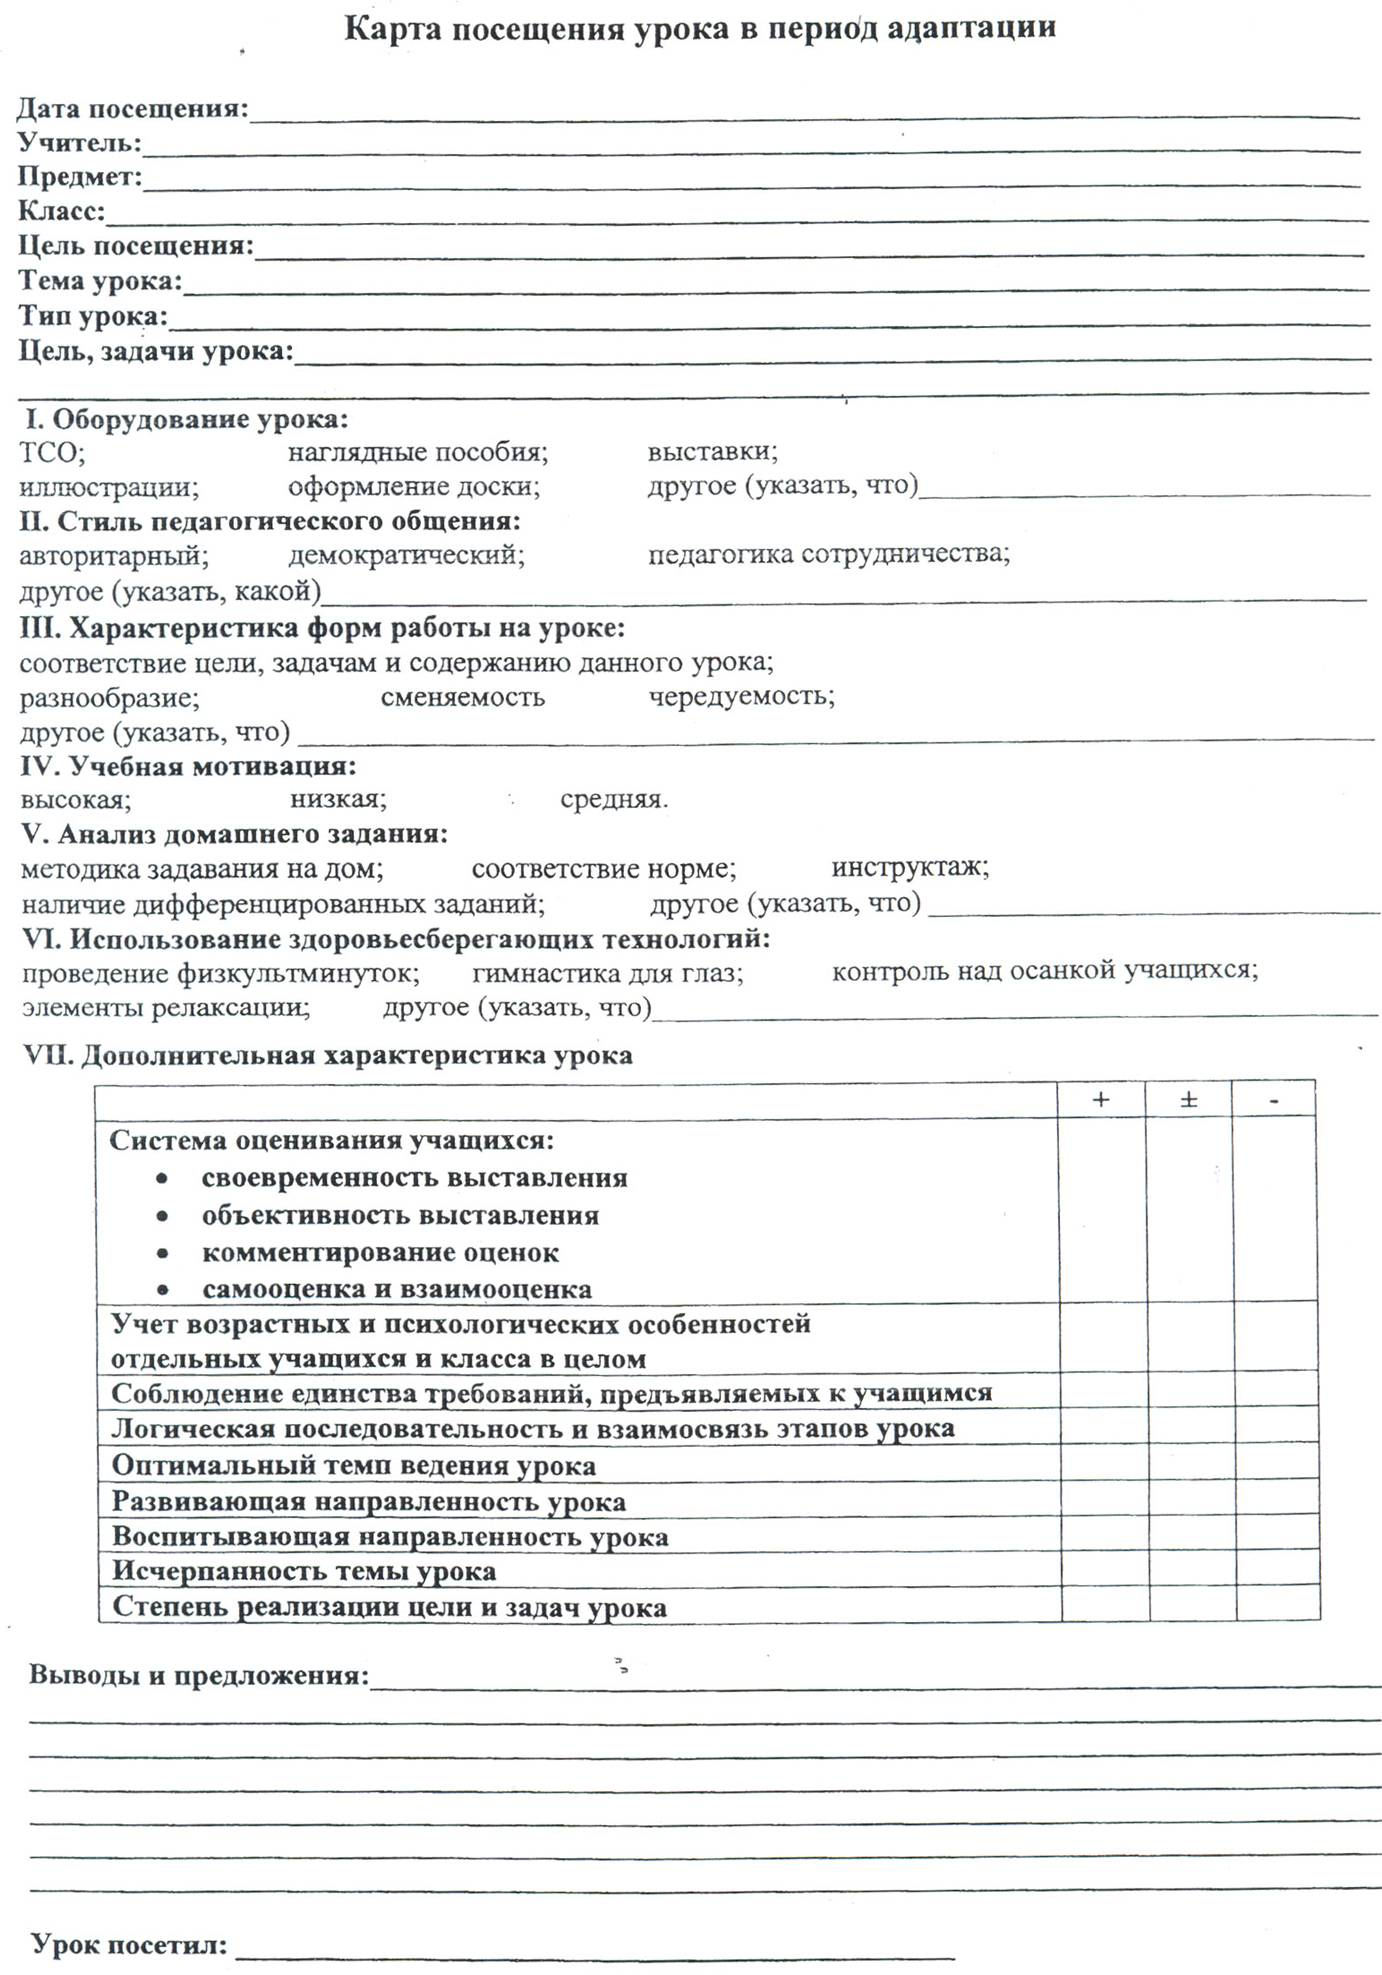 Карта посещения урока в период адаптации
Дата посещения:
Учитель:
Предмет:
Класс:
Цель посещения:
Тема урока:
Тип урока:
Цель, задачи урока:
I. Оборудование урока:
ТСО; наглядные пособия; выставки;
иллюстрации; оформление доски; другое (указать, что)
II. Стиль педагогического общения:
авторитарный; демократический; педагогика сотрудничества;
другое (указать, какой)
III. Характеристика форм работы на уроке:
соответствие цели, задачам и содержанию данного урока;
разнообразие; сменяемость чередуемость;
другое (указать, что)
IV. Учебная мотивация:
высокая; низкая; средняя.
V. Анализ домашнего задания:
методика задавания на дом; соответствие норме; инструктаж;
наличие дифференцированных заданий; другое (указать, что)
VI. Использование здоровьесберегающих технологий:
проведение физкультминуток; гимнастика для глаз; контроль над осанкой учащихся;
элементы релаксации; другое (указать, что)
VII. Дополнительная характеристика урока
+ ± -
Система оценивания учащихся:
• своевременность выставления
• объективность выставления
• комментирование оценок
• самооценка и взаимооценка
Учет возрастных и психологических особенностей
отдельных учащихся и класса в целом
Соблюдение единства требований, предъявляемых к учащимся
Логическая последовательность и взаимосвязь этапов урока
Оптимальный темп ведения урока
Развивающая направленность урока
Воспитывающая направленность урока
Исчерпанность темы урока
Степень реализации цели и задач урока
Выводы и предложения:
Урок посетил: